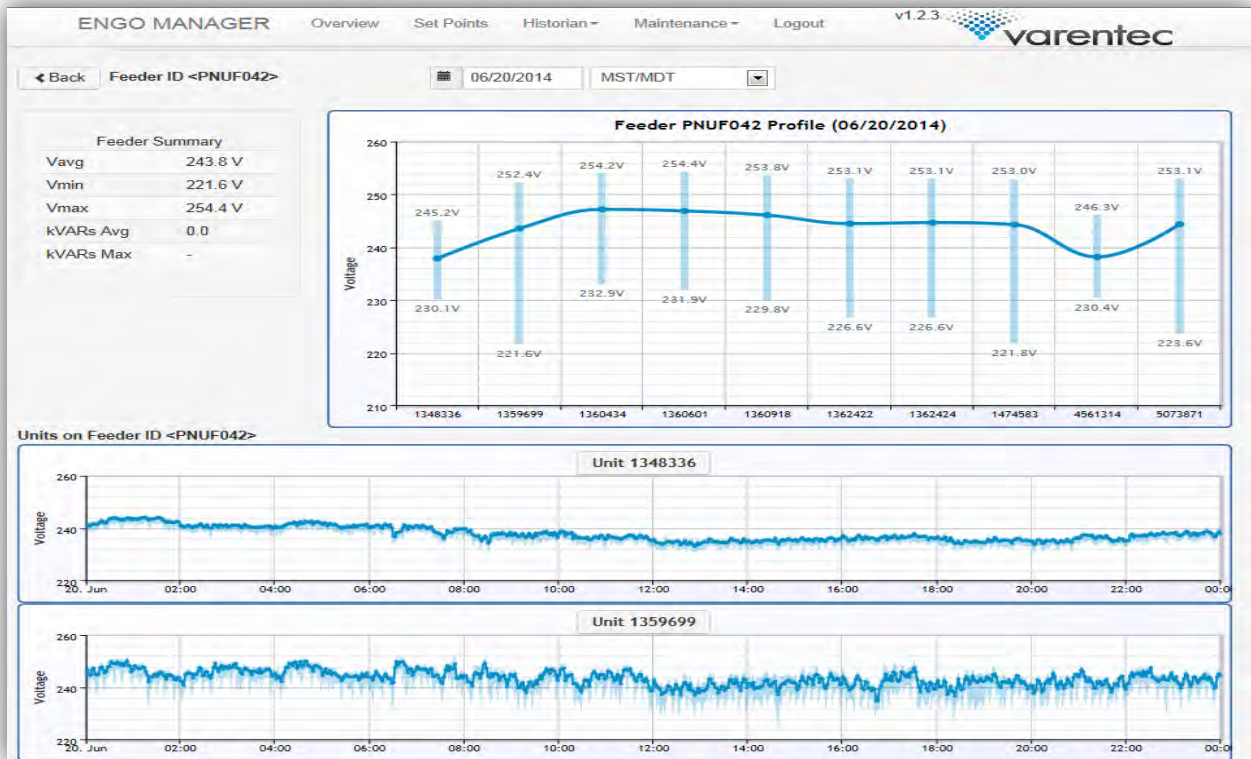 ENGO MANAGER Overview Set Points Historian Maintenance Logout v1.2.3 varentec
Back Feeder ID <PNUF042> 06/20/2014 MST/MDT
Feeder Summary
Vavg 243.8 V
Vmin 221.6 V
Vmax 254.4 V
kVARs Avg 0.0
kVARs Max -
Feeder PNUF042 Profile (06/20/2014)
Voltage
260
250
240
230
220
210
245.2V 252.4V 254.2V 254.4V 253.8V 253.1V 253.1V 253.0V 246.3V 253.1V
230.1V 221.6V 232.9V 231.9V 229.8V 226.6V 226.6V 221.8V 230.4V 223.6V
1348336 1359699 1360434 1360601 1360918 1362422 1362424 1474583 4561314 5073871
Units on Feeder ID <PNUF042>
Unit 1348336
Voltage
260
240
220
20. Jun 02:00 04:00 06:00 08:00 10:00 12:00 14:00 16:00 18:00 20:00 22:00 00:0
Unit 1359699
Voltage
260
240
220
20. Jun 02:00 04:00 06:00 08:00 10:00 12:00 14:00 16:00 18:00 20:00 22:00 00:0